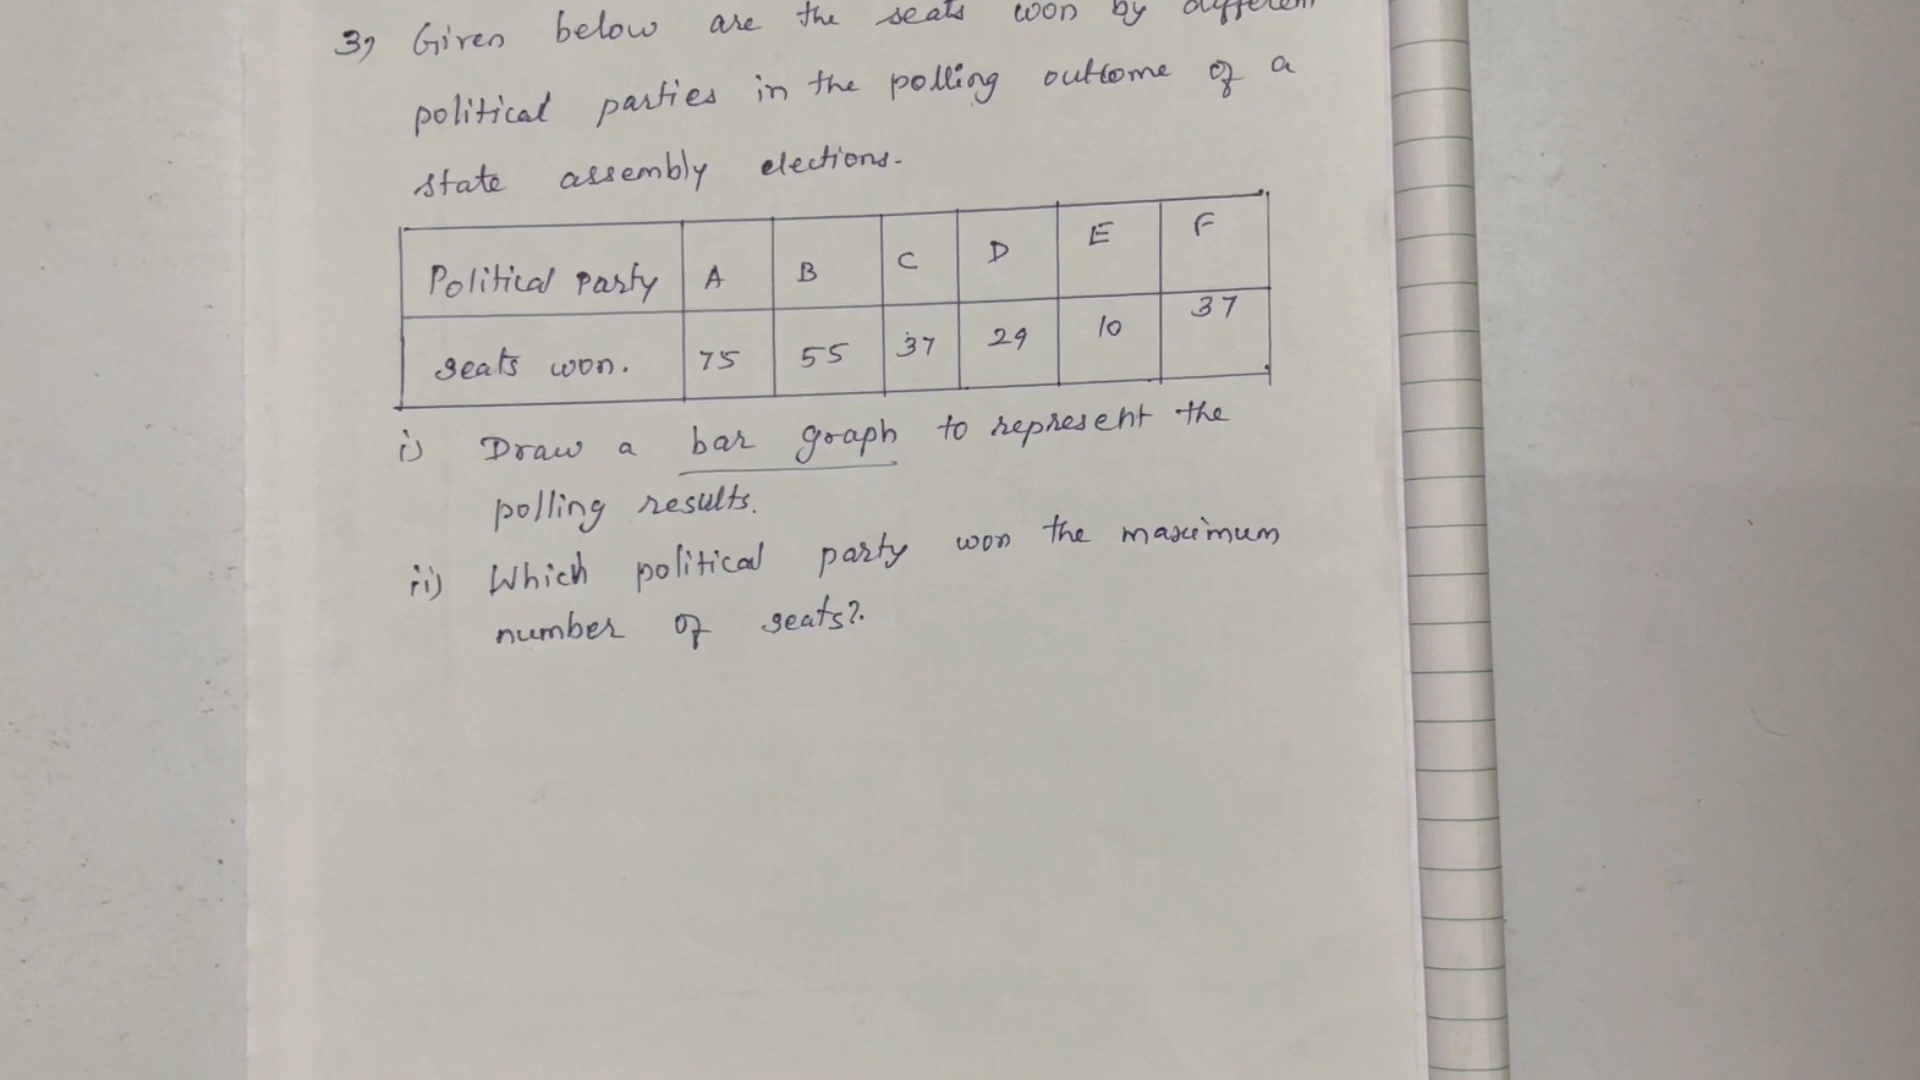 3) Given below are the seats won by different
political parties in the polling outcome of a
state assembly elections.
Political party A B C D E F
seats won. 75 55 37 29 10 37
i) Draw a bar graph to represent the
polling results.
ii) Which political party won the maximum
number of seats?.